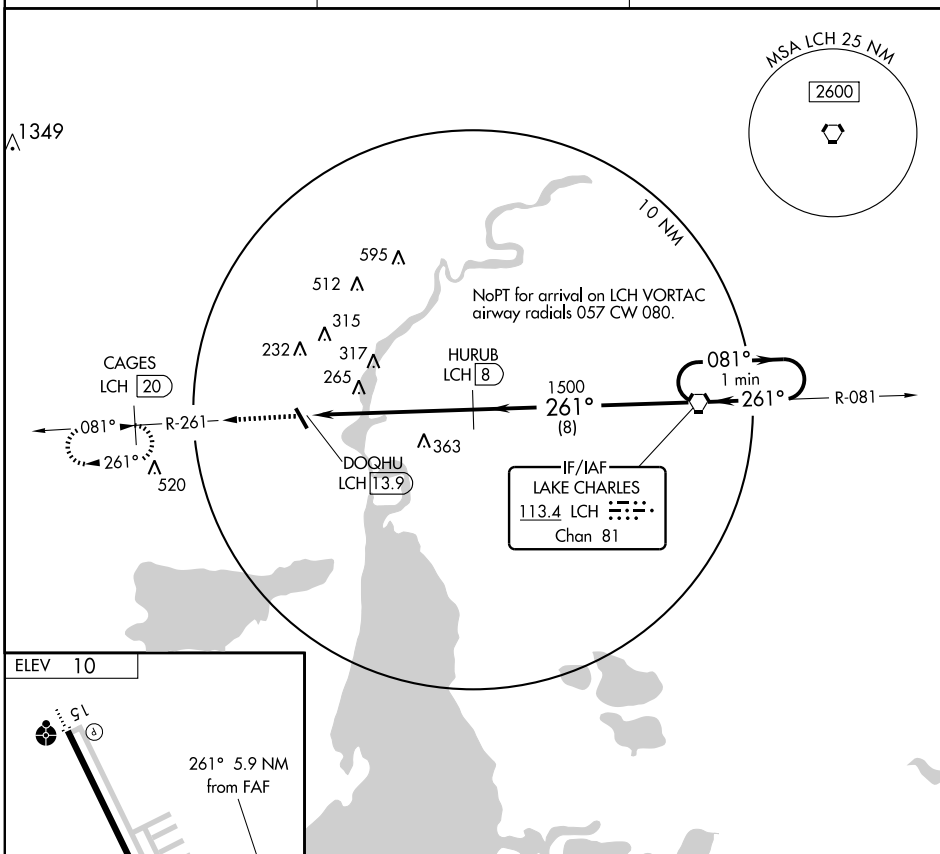 MSA LCH 25 NM
2600
1349
10 NM
595
512
NoPT for arrival on LCH VORTAC
airway radials 057 CW 080.
315
232
317
265
CAGES
LCH 20
HURUB
LCH 8
081°
1 min
261°
R-081
1500
261°
(8)
R-261
081°
261°
520
363
DOQHU
LCH 13.9
IF/IAF
LAKE CHARLES
113.4 LCH
Chan 81
ELEV 10
15
P
261° 5.9 NM
from FAF